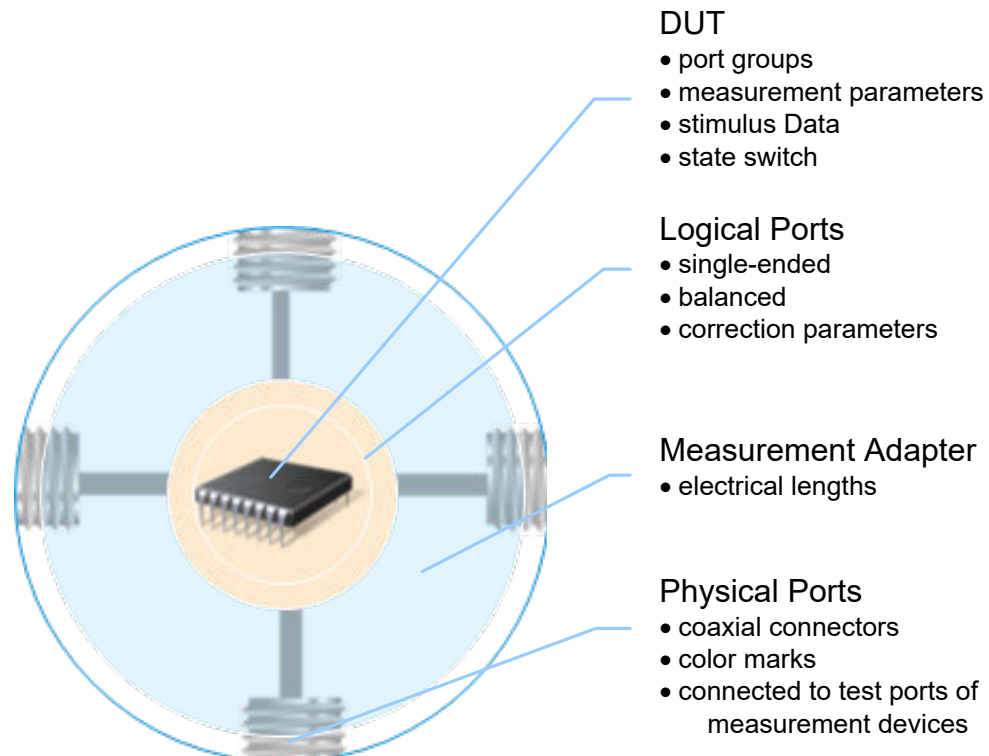 DUT
• port groups
• measurement parameters
• stimulus Data
• state switch
Logical Ports
• single-ended
• balanced
• correction parameters
Measurement Adapter
• electrical lengths
Physical Ports
• coaxial connectors
• color marks
• connected to test ports of
measurement devices